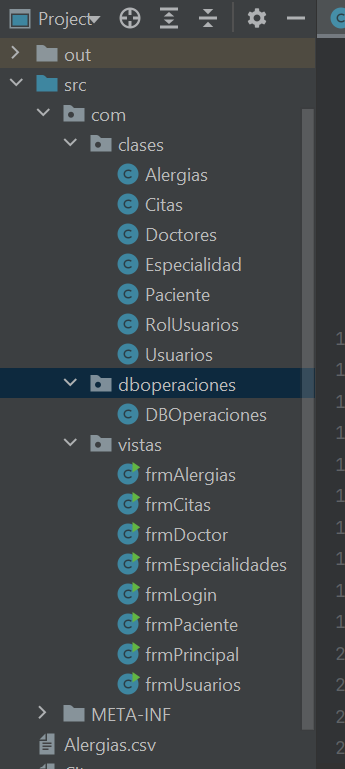 Project
out
src
com
clases
Alergias
Citas
Doctores
Especialidad
Paciente
RolUsuarios
Usuarios
dboperaciones
DBOperaciones
vistas
frmAlergias
frmCitas
frmDoctor
frmEspecialidades
frmLogin
frmPaciente
frmPrincipal
frmUsuarios
META-INF
Alergias.csv